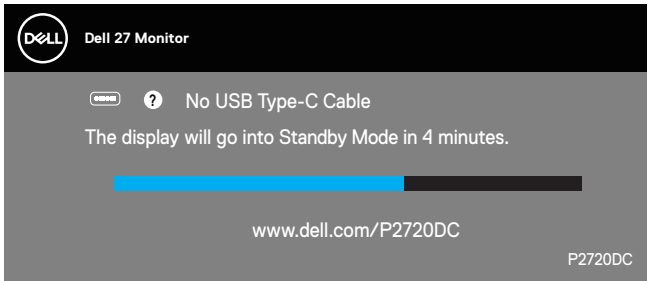 DELL
Dell 27 Monitor
? No USB Type-C Cable
The display will go into Standby Mode in 4 minutes.
www.dell.com/P2720DC
P2720DC